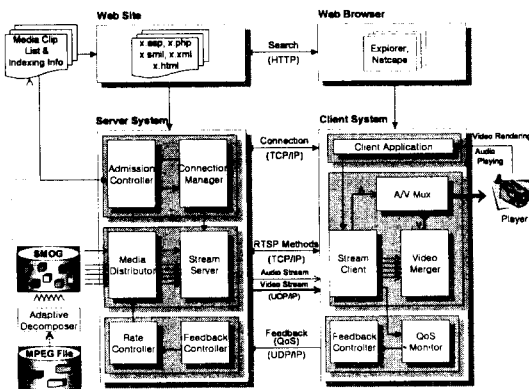 Web Site
Web Browser
Media Clip
List &
Indexing Info
x.asp, x.php
x.smil, x.xml
x.html
Search
(HTTP)
Explorer,
Netcape
Server System
Client System
Connection
(TCP/IP)
Client Application
Video Rendering
Audio
Playing
Player
Admission
Controller
Connection
Manager
A/V Mux
SMOG
Media
Distributor
Stream
Server
RTSP Methods
(TCP/IP)
Audio Stream
Video Stream
(UDP/IP)
Stream
Client
Video
Merger
Adaptive
Decomposer
MPEG File
Rate
Controller
Feedback
Controller
Feedback
(QoS)
(UDP/IP)
Feedback
Controller
QoS
Monitor